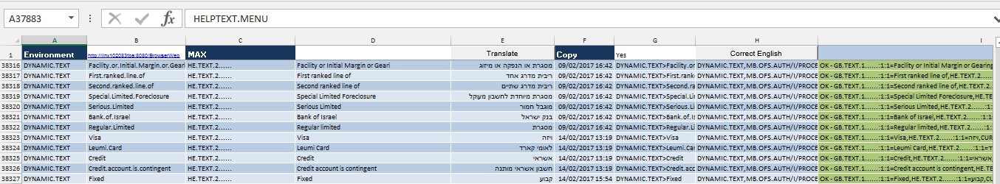 A37883 fx HELPTEXT.MENU
A B C D E F G H I
1 Environment http://linx102083tpa:8080/BrowserWeb MAX Translate Copy Yes Correct English
38316 DYNAMIC.TEXT Facility.or.Initial.Margin.or.Geari HE.TEXT.2...... Facility or Initial Margin or Geari מסגרת או הנפקה או מיזוג 09/02/2017 16:42 DYNAMIC.TEXT>Facility. DYNAMIC.TEXT,MB.OFS.AUTH/I/PROCE OK - GB.TEXT.1......:1:1=Facility or Initial Margin or Gearing
38317 DYNAMIC.TEXT First.ranked.line.of HE.TEXT.2...... First ranked line of ריבית מדרג אחד 09/02/2017 16:42 DYNAMIC.TEXT>First.ra DYNAMIC.TEXT,MB.OFS.AUTH/I/PROCE OK - GB.TEXT.1......:1:1=First ranked line of,HE.TEXT.2......
38318 DYNAMIC.TEXT Second.ranked.line.of HE.TEXT.2...... Second ranked line of ריבית מדרג שתיים 09/02/2017 16:42 DYNAMIC.TEXT>Second. DYNAMIC.TEXT,MB.OFS.AUTH/I/PROCE OK - GB.TEXT.1......:1:1=Second ranked line of,HE.TEXT.2.
38319 DYNAMIC.TEXT Special.Limited.Foreclosure HE.TEXT.2...... Special Limited Foreclosure מסגרת מיוחדת לחשבון מעוקל 09/02/2017 16:42 DYNAMIC.TEXT>Special.L DYNAMIC.TEXT,MB.OFS.AUTH/I/PROCE OK - GB.TEXT.1......:1:1=Special Limited Foreclosure,HE.TE
38320 DYNAMIC.TEXT Serious.Limited HE.TEXT.2...... Serious Limited מוגבל חמור 09/02/2017 16:42 DYNAMIC.TEXT>Serious.L DYNAMIC.TEXT,MB.OFS.AUTH/I/PROCE OK - GB.TEXT.1......:1:1=Serious Limited,HE.TEXT.2......:1:
38321 DYNAMIC.TEXT Bank.of.Israel HE.TEXT.2...... Bank of Israel בנק ישראל 09/02/2017 16:42 DYNAMIC.TEXT>Bank.of.I DYNAMIC.TEXT,MB.OFS.AUTH/I/PROCE OK - GB.TEXT.1......:1:1=Bank of Israel,HE.TEXT.2......:1:1=
38322 DYNAMIC.TEXT Regular.Limited HE.TEXT.2...... Regular limited מסגרת 09/02/2017 16:42 DYNAMIC.TEXT>Regular.L DYNAMIC.TEXT,MB.OFS.AUTH/I/PROCE OK - GB.TEXT.1......:1:1=Regular limited,HE.TEXT.2......:1:1
38323 DYNAMIC.TEXT Visa HE.TEXT.2...... Visa ויזה 14/02/2017 13:19 DYNAMIC.TEXT>Visa DYNAMIC.TEXT,MB.OFS.AUTH/I/PROCE OK - GB.TEXT.1......:1:1=Visa,HE.TEXT.2......:1:1=ויזה,CUR
38324 DYNAMIC.TEXT Leumi.Card HE.TEXT.2...... Leumi Card לאומי קארד 14/02/2017 13:19 DYNAMIC.TEXT>Leumi.C DYNAMIC.TEXT,MB.OFS.AUTH/I/PROCE OK - GB.TEXT.1......:1:1=Leumi Card,HE.TEXT.2......:1:1=
38325 DYNAMIC.TEXT Credit HE.TEXT.2...... Credit אשראי 14/02/2017 13:19 DYNAMIC.TEXT>Credit DYNAMIC.TEXT,MB.OFS.AUTH/I/PROCE OK - GB.TEXT.1......:1:1=Credit,HE.TEXT.2......:1:1=אשראי
38326 DYNAMIC.TEXT Credit.account.is.contingent HE.TEXT.2...... Credit account is contingent חשבון אשראי מותנה 14/02/2017 13:19 DYNAMIC.TEXT>Credit.acc DYNAMIC.TEXT,MB.OFS.AUTH/I/PROCE OK - GB.TEXT.1......:1:1=Credit account is contingent,HE.TE
38327 DYNAMIC.TEXT Fixed HE.TEXT.2...... Fixed קבוע 14/02/2017 15:54 DYNAMIC.TEXT>Fixed DYNAMIC.TEXT,MB.OFS.AUTH/I/PROCE OK - GB.TEXT.1......:1:1=Fixed,HE.TEXT.2......:1:1=קבוע,CU